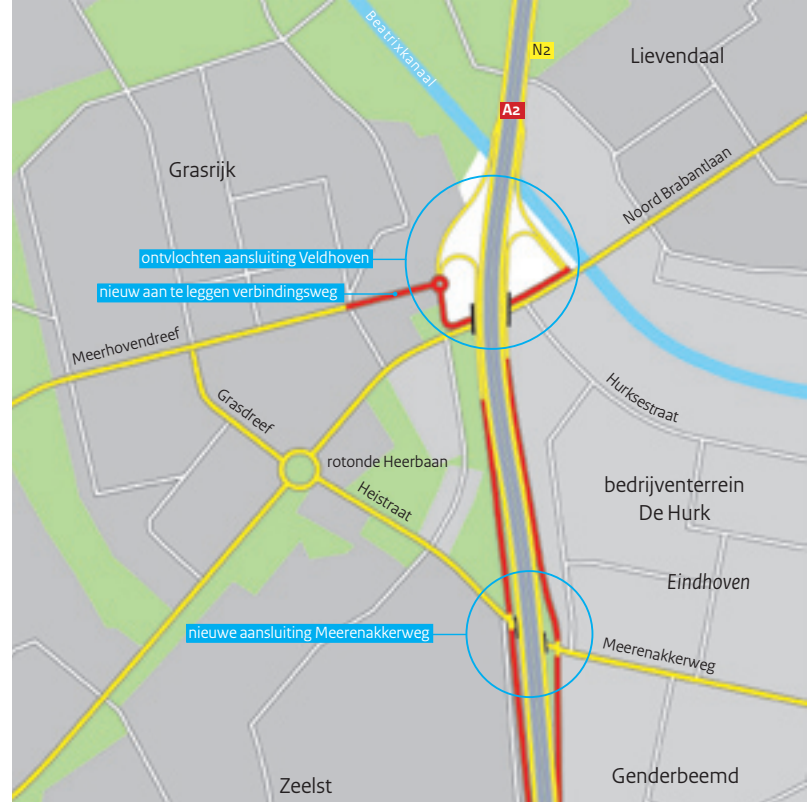 Beatrixkanaal
N2
Lievendaal
A2
Grasrijk
Noord Brabantlaan
ontvlochten aansluiting Veldhoven
nieuw aan te leggen verbindingsweg
Meerhovendreef
Grasdreef
Hurksestraat
rotonde Heerbaan
Heistraat
bedrijventerrein
De Hurk
Eindhoven
nieuwe aansluiting Meerenakkerweg
Meerenakkerweg
Zeelst
Genderbeemd